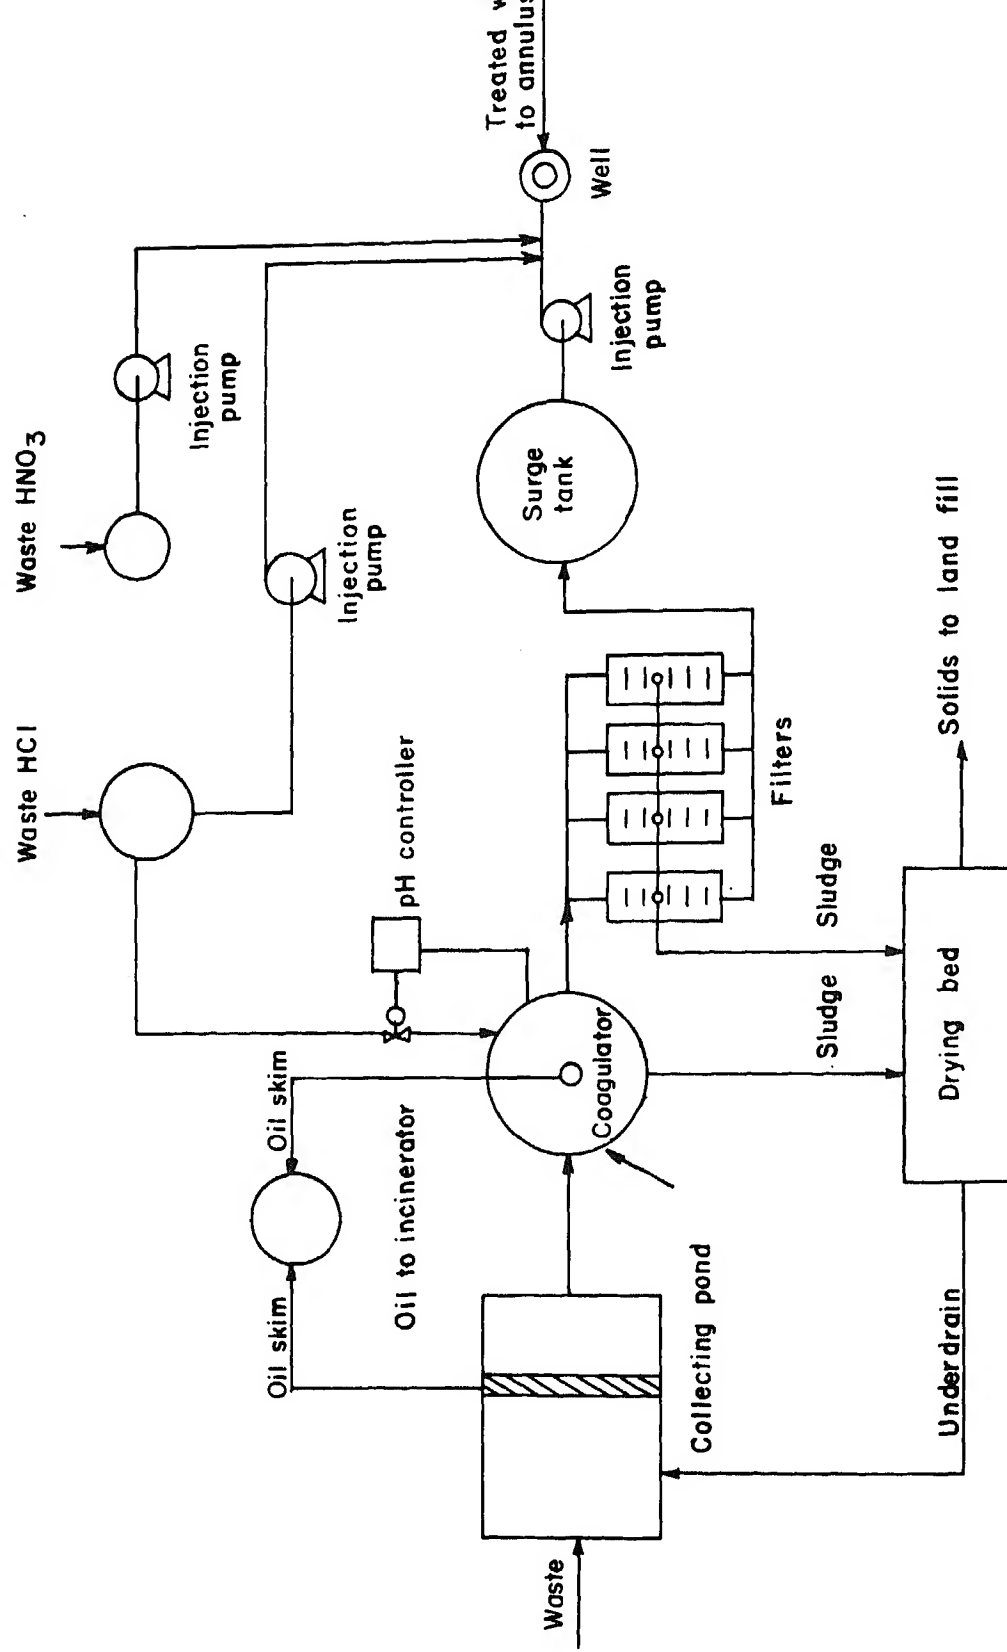 Waste HCl
Waste HNO3
Injection
pump
Injection
pump
Treated
to annulus
Well
Injection
pump
Surge
tank
pH controller
Oil skim
Oil skim
Oil to incinerator
Coagulator
Filters
Waste
Collecting pond
Sludge
Sludge
Drying bed
Underdrain
Solids to land fill